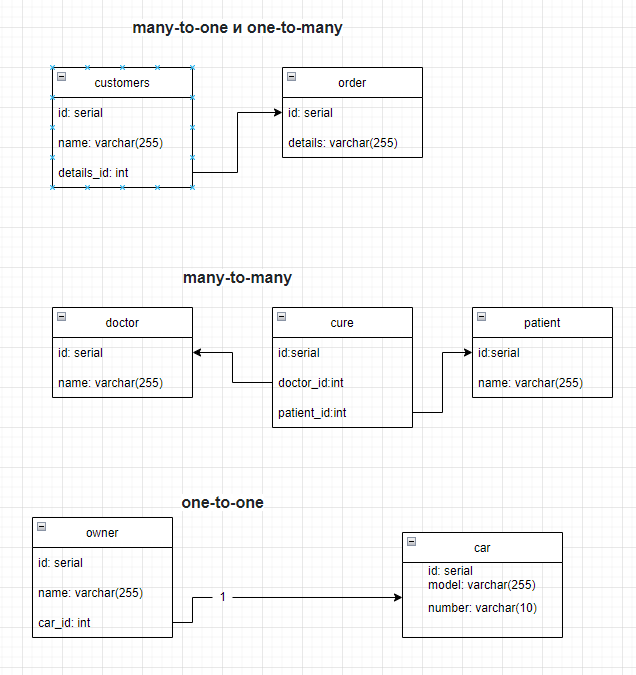 many-to-one и one-to-many
customers
id: serial
name: varchar(255)
details_id: int
order
id: serial
details: varchar(255)
many-to-many
doctor
id: serial
name: varchar(255)
cure
id:serial
doctor_id:int
patient_id:int
patient
id:serial
name: varchar(255)
one-to-one
owner
id: serial
name: varchar(255)
car_id: int
1
car
id: serial
model: varchar(255)
number: varchar(10)